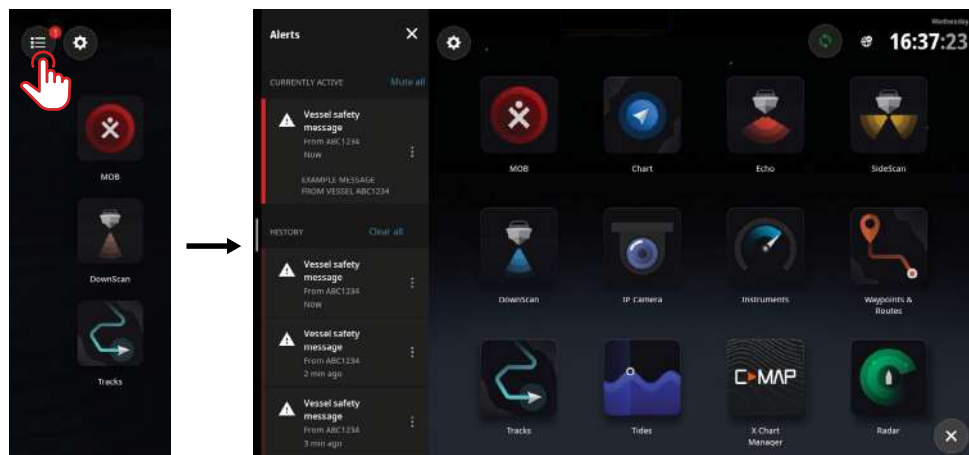 1
MOB
DownScan
Tracks
Alerts
CURRENTLY ACTIVE Mute all
Vessel safety
message
From ABC1234
Now
EXAMPLE MESSAGE
FROM VESSEL ABC1234
HISTORY Clear all
Vessel safety
message
From ABC1234
Now
Vessel safety
message
From ABC1234
2 min ago
Vessel safety
message
From ABC1234
3 min ago
Wednesday
16:37:23
MOB Chart Echo SideScan
DownScan IP Camera Instruments Waypoints &
Routes
C-MAP
Tracks Tides X Chart Radar
Manager